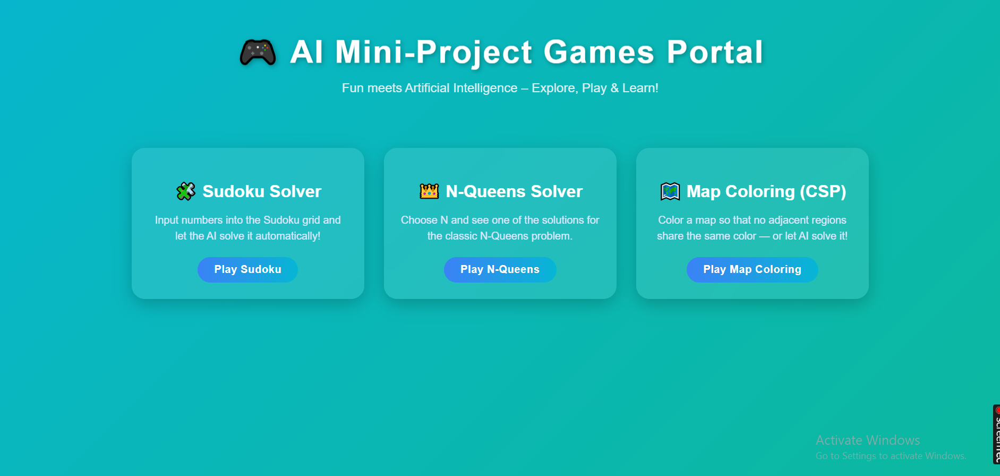 AI Mini-Project Games Portal
Fun meets Artificial Intelligence – Explore, Play & Learn!
Sudoku Solver
Input numbers into the Sudoku grid and
let the AI solve it automatically!
Play Sudoku
N-Queens Solver
Choose N and see one of the solutions for
the classic N-Queens problem.
Play N-Queens
Map Coloring (CSP)
Color a map so that no adjacent regions
share the same color — or let AI solve it!
Play Map Coloring
Activate Windows
Go to Settings to activate Windows.